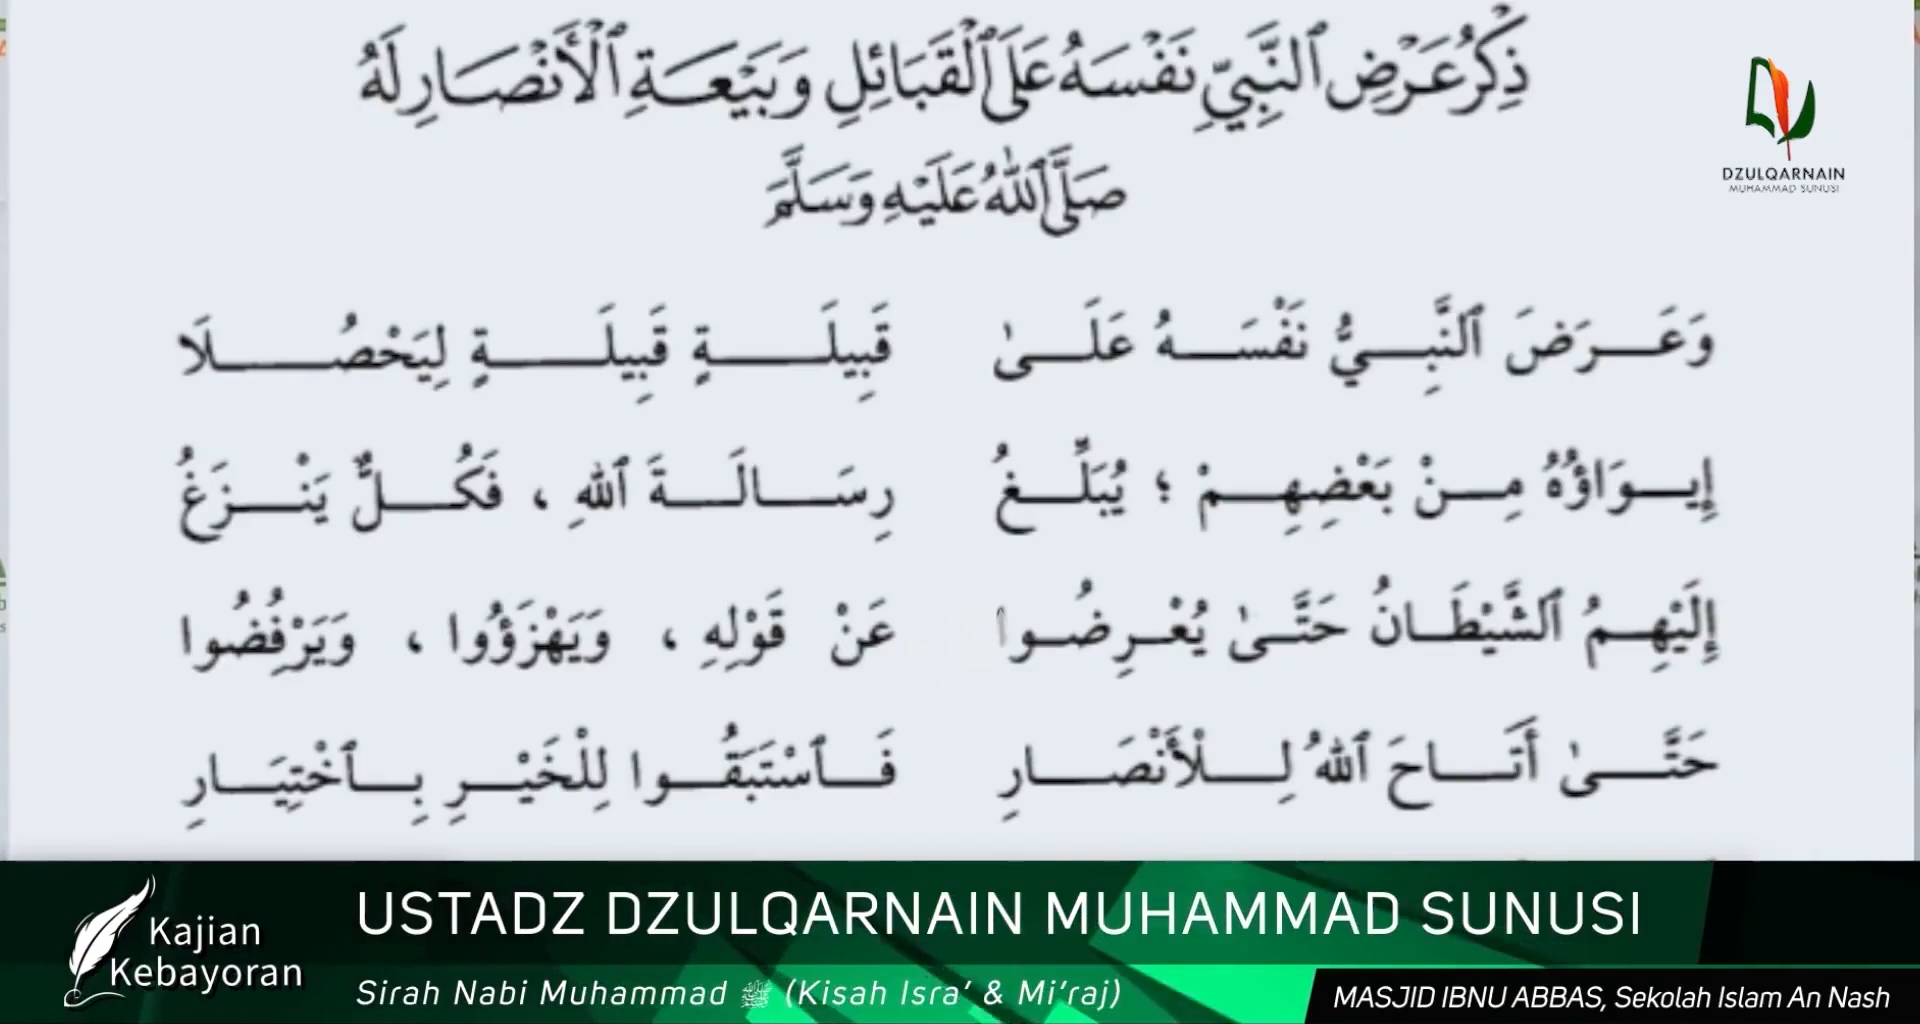 ذِكْرُ عَرْضِ ٱلنَّبِيِّ نَفْسَهُ عَلَى ٱلْقَبَائِلِ وَبَيْعَةِ ٱلْأَنْصَارِ لَهُ
صَلَّى ٱللهُ عَلَيْهِ وَسَلَّمَ
DZULQARNAIN
MUHAMMAD SUNUSI
وَعَرَضَ ٱلنَّبِيُّ نَفْسَهُ عَلَىٰ قَبِيلَةٍ قَبِيلَةٍ لِيَحْصُلَا
إِيوَاؤُهُ مِنْ بَعْضِهِمْ ؛ يُبَلِّغُ رِسَالَةَ ٱللهِ ، فَكُلٌّ يَنْزَغُ
إِلَيْهِمُ ٱلشَّيْطَانُ حَتَّىٰ يُعْرِضُوا عَنْ قَوْلِهِ ، وَيَهْزَؤُوا ، وَيَرْفُضُوا
حَتَّىٰ أَتَاحَ ٱللهُ لِلْأَنْصَارِ فَٱسْتَبَقُوا لِلْخَيْرِ بِٱخْتِيَارِ
Kajian
Kebayoran
USTADZ DZULQARNAIN MUHAMMAD SUNUSI
Sirah Nabi Muhammad ﷺ (Kisah Isra’ & Mi’raj)
MASJID IBNU ABBAS, Sekolah Islam An Nash